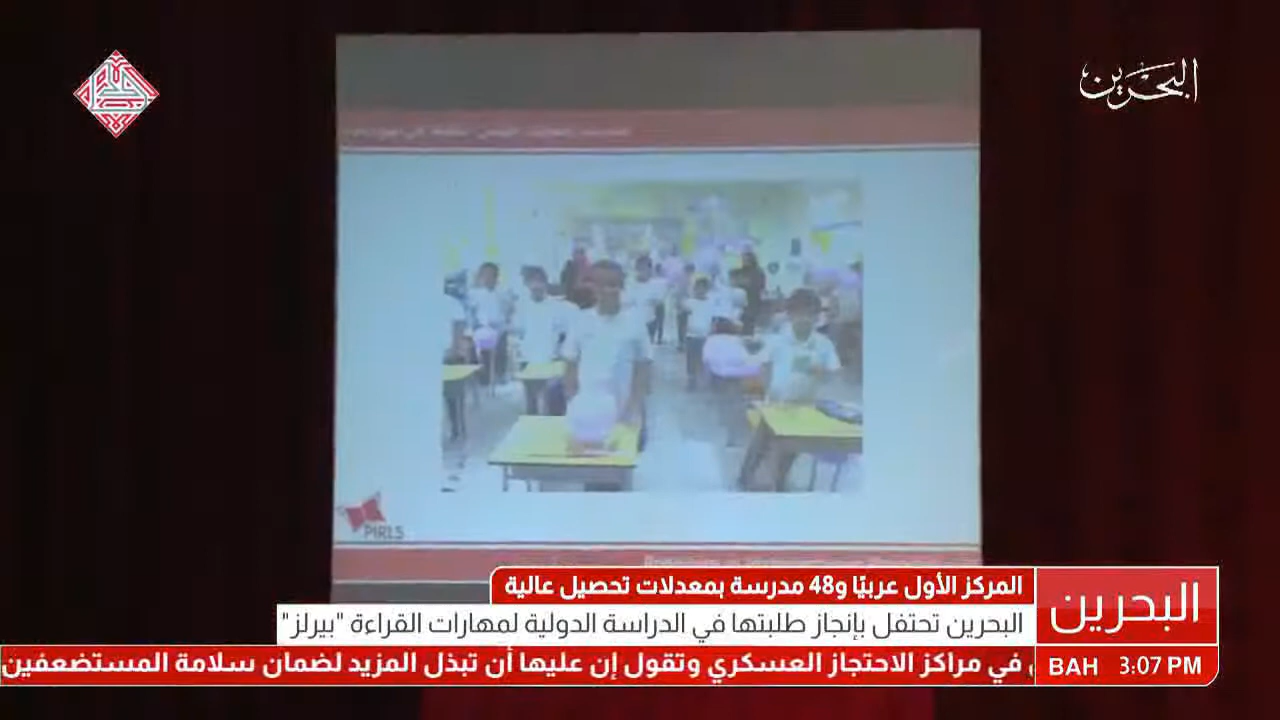 البحرين
PIRLS
المركز الأول عربيًا و48 مدرسة بمعدلات تحصيل عالية
البحرين
البحرين تحتفل بإنجاز طلبتها في الدراسة الدولية لمهارات القراءة "بيرلز"
في مراكز الاحتجاز العسكري وتقول إن عليها أن تبذل المزيد لضمان سلامة المستضعفين
BAH 3:07 PM